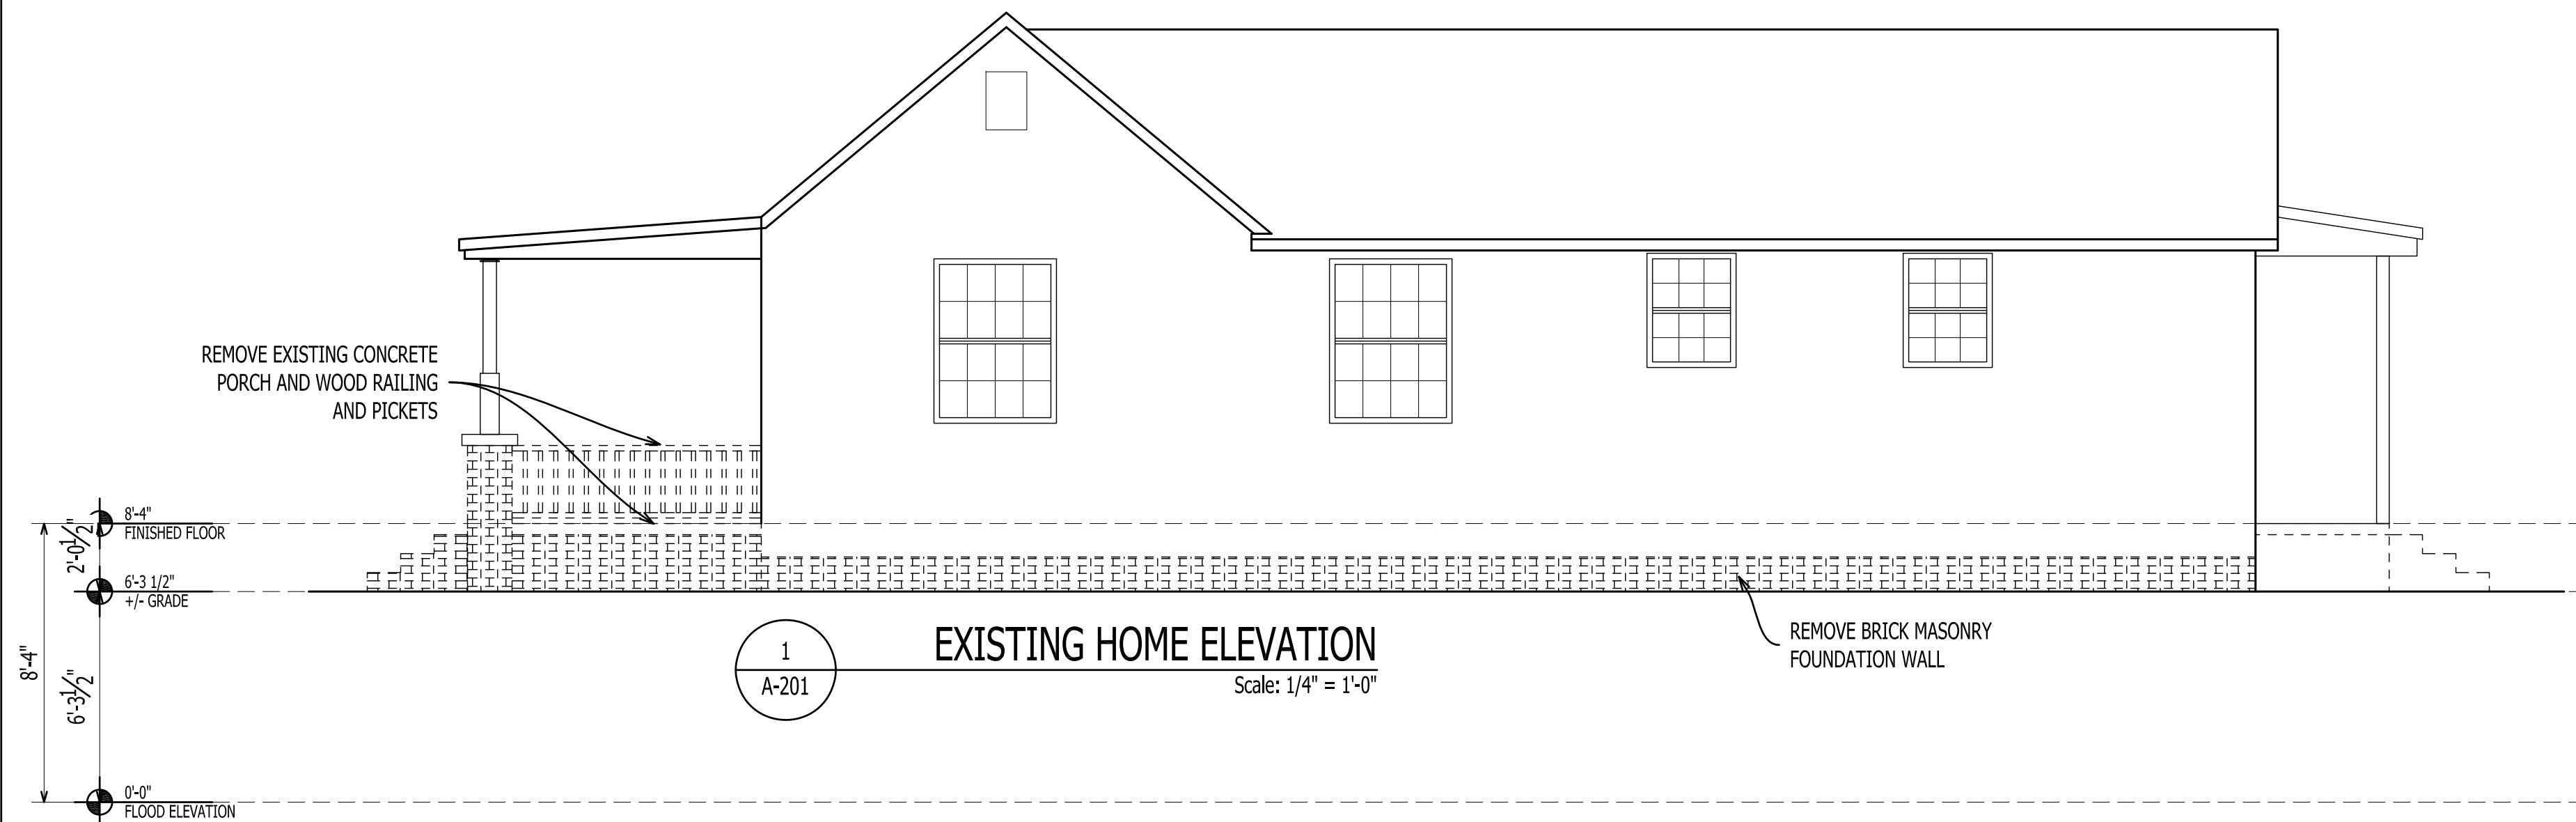 REMOVE EXISTING CONCRETE
PORCH AND WOOD RAILING
AND PICKETS
8'-4"
FINISHED FLOOR
2'-0 1/2"
6'-3 1/2"
+/- GRADE
8'-4"
6'-3 1/2"
0'-0"
FLOOD ELEVATION
1
A-201
EXISTING HOME ELEVATION
Scale: 1/4" = 1'-0"
REMOVE BRICK MASONRY
FOUNDATION WALL